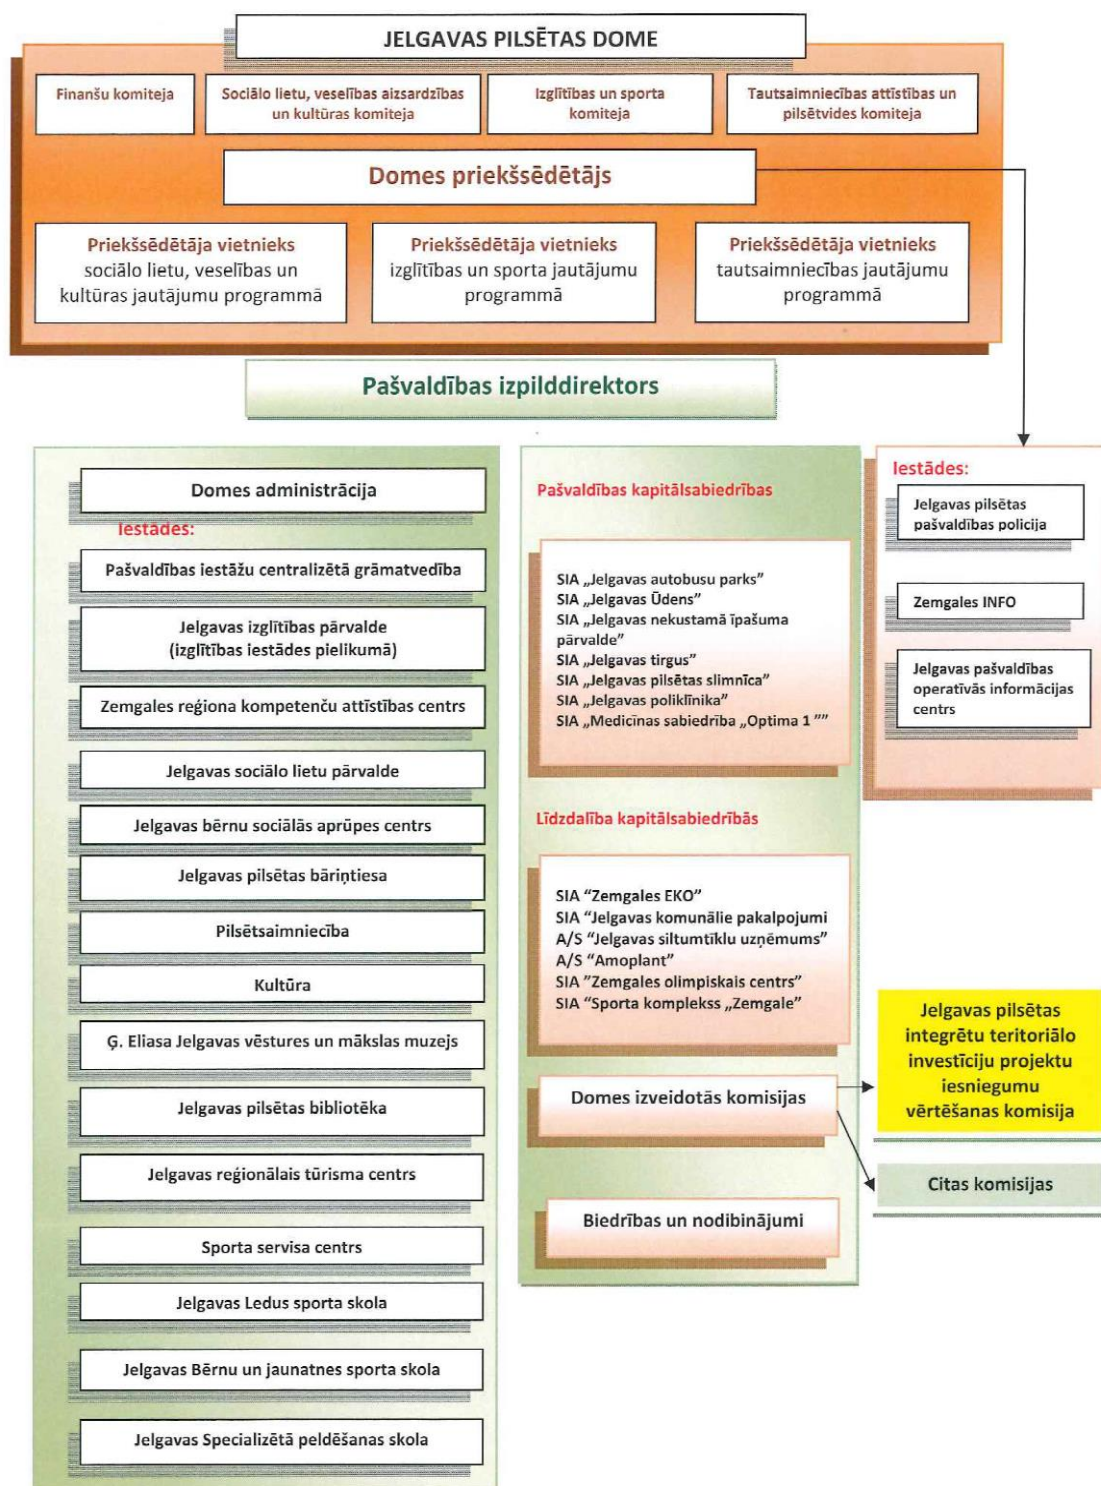 JELGAVAS PILSĒTAS DOME
Finanšu komiteja
Sociālo lietu, veselības aizsardzības
un kultūras komiteja
Izglītības un sporta
komiteja
Tautsaimniecības attīstības un
pilsētvides komiteja
Domes priekšsēdētājs
Priekšsēdētāja vietnieks
sociālo lietu, veselības un
kultūras jautājumu programmā
Priekšsēdētāja vietnieks
izglītības un sporta jautājumu
programmā
Priekšsēdētāja vietnieks
tautsaimniecības jautājumu
programmā
Pašvaldības izpilddirektors
Domes administrācija
Iestādes:
Pašvaldības iestāžu centralizētā grāmatvedība
Jelgavas izglītības pārvalde
(izglītības iestādes pielikumā)
Zemgales reģiona kompetenču attīstības centrs
Jelgavas sociālo lietu pārvalde
Jelgavas bērnu sociālās aprūpes centrs
Jelgavas pilsētas bāriņtiesa
Pilsētsaimniecība
Kultūra
Ģ. Eliasa Jelgavas vēstures un mākslas muzejs
Jelgavas pilsētas bibliotēka
Jelgavas reģionālais tūrisma centrs
Sporta servisa centrs
Jelgavas Ledus sporta skola
Jelgavas Bērnu un jaunatnes sporta skola
Jelgavas Specializētā peldēšanas skola
Pašvaldības kapitālsabiedrības
SIA „Jelgavas autobusu parks”
SIA „Jelgavas Ūdens”
SIA „Jelgavas nekustamā īpašuma
pārvalde”
SIA „Jelgavas tirgus”
SIA „Jelgavas pilsētas slimnīca”
SIA „Jelgavas poliklīnika”
SIA „Medicīnas sabiedrība „Optima 1 ””
Līdzdalība kapitālsabiedrībās
SIA “Zemgales EKO”
SIA “Jelgavas komunālie pakalpojumi
A/S “Jelgavas siltumtīklu uzņēmums”
A/S “Amoplant”
SIA ”Zemgales olimpiskais centrs”
SIA “Sporta komplekss „Zemgale”
Domes izveidotās komisijas
Biedrības un nodibinājumi
Iestādes:
Jelgavas pilsētas
pašvaldības policija
Zemgales INFO
Jelgavas pašvaldības
operatīvās informācijas
centrs
Jelgavas pilsētas
integrētu teritoriālo
investīciju projektu
iesniegumu
vērtēšanas komisija
Citas komisijas